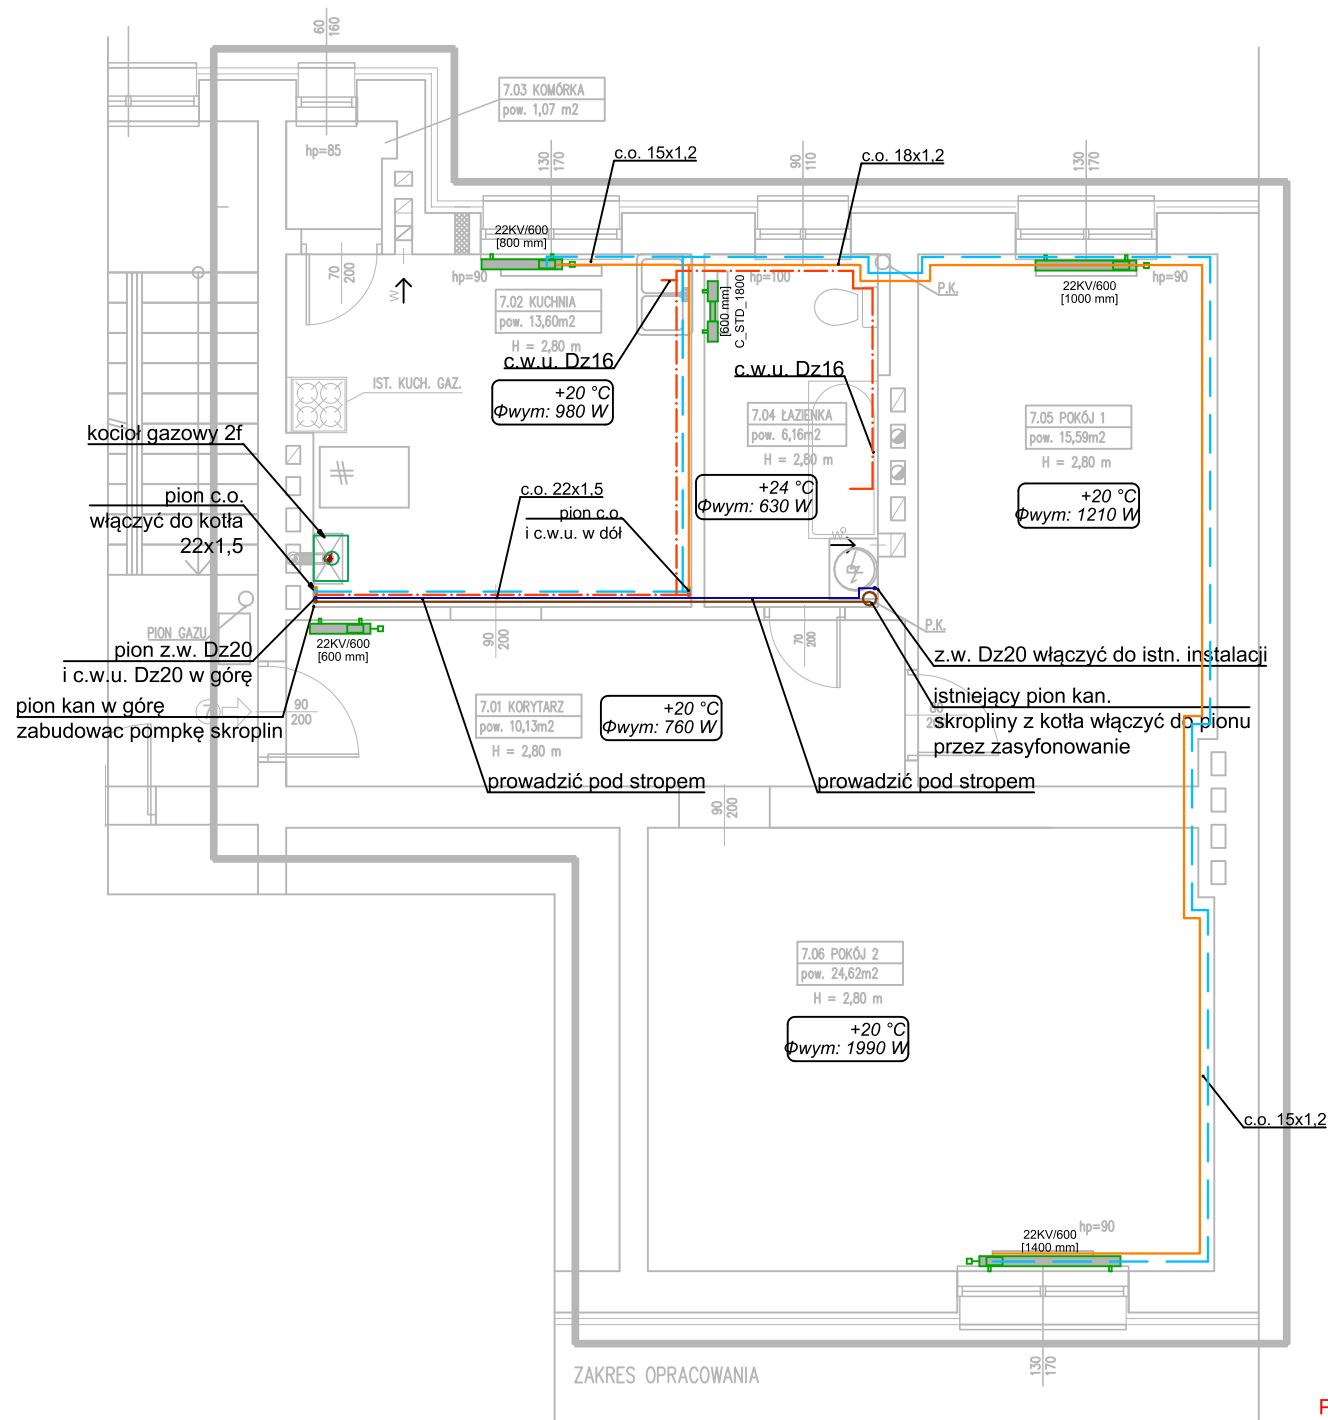 60
160
7.03 KOMÓRKA
pow. 1,07 m2
hp=85
130
170
c.o. 15x1,2
90
110
c.o. 18x1,2
130
170
22KV/600
[800 mm]
70
200
W
hp=90
7.02 KUCHNIA
pow. 13,60m2
H = 2,80 m
c.w.u. Dz16
+20 °C
Φwym: 980 W
IST. KUCH. GAZ.
[600 mm]
C_STD_1800
hp=100
c.w.u. Dz16
7.04 ŁAZIENKA
pow. 6,16m2
H = 2,80 m
+24 °C
Φwym: 630 W
P.K.
22KV/600
[1000 mm]
hp=90
7.05 POKÓJ 1
pow. 15,59m2
H = 2,80 m
+20 °C
Φwym: 1210 W
kocioł gazowy 2f
pion c.o.
włączyć do kotła
22x1,5
c.o. 22x1,5
pion c.o.
i c.w.u. w dół
PION GAZU
pion z.w. Dz20
i c.w.u. Dz20 w górę
pion kan w górę
zabudowac pompkę skroplin
22KV/600
[600 mm]
90
200
70
200
P.K.
z.w. Dz20 włączyć do istn. instalacji
istniejący pion kan.
skropliny z kotła włączyć do pionu
przez zasyfonowanie
7
90
200
7.01 KORYTARZ
pow. 10,13m2
H = 2,80 m
+20 °C
Φwym: 760 W
prowadzić pod stropem
prowadzić pod stropem
90
200
7.06 POKÓJ 2
pow. 24,62m2
H = 2,80 m
+20 °C
Φwym: 1990 W
c.o. 15x1,2
22KV/600
[1400 mm]
hp=90
130
170
ZAKRES OPRACOWANIA